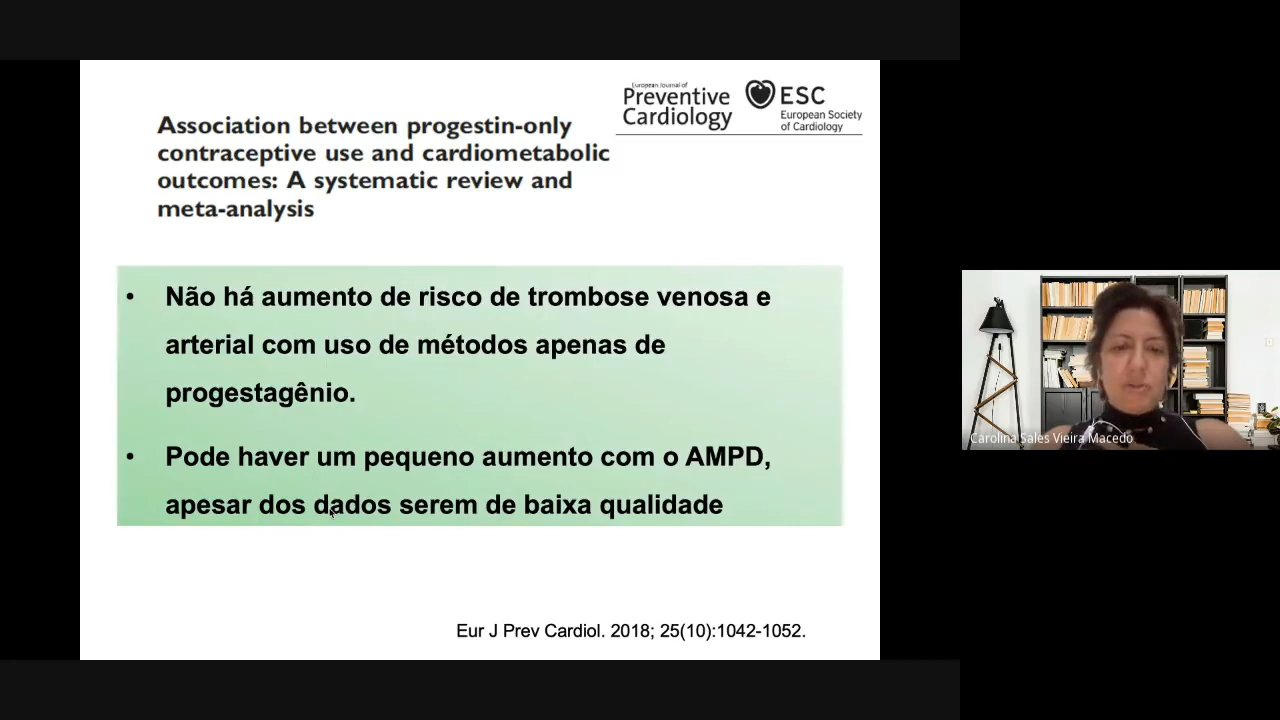 European Journal of
Preventive
Cardiology
ESC
European Society
of Cardiology
Association between progestin-only
contraceptive use and cardiometabolic
outcomes: A systematic review and
meta-analysis
• Não há aumento de risco de trombose venosa e
arterial com uso de métodos apenas de
progestagênio.
• Pode haver um pequeno aumento com o AMPD,
apesar dos dados serem de baixa qualidade
Eur J Prev Cardiol. 2018; 25(10):1042-1052.
Carolina Sales Vieira Macedo